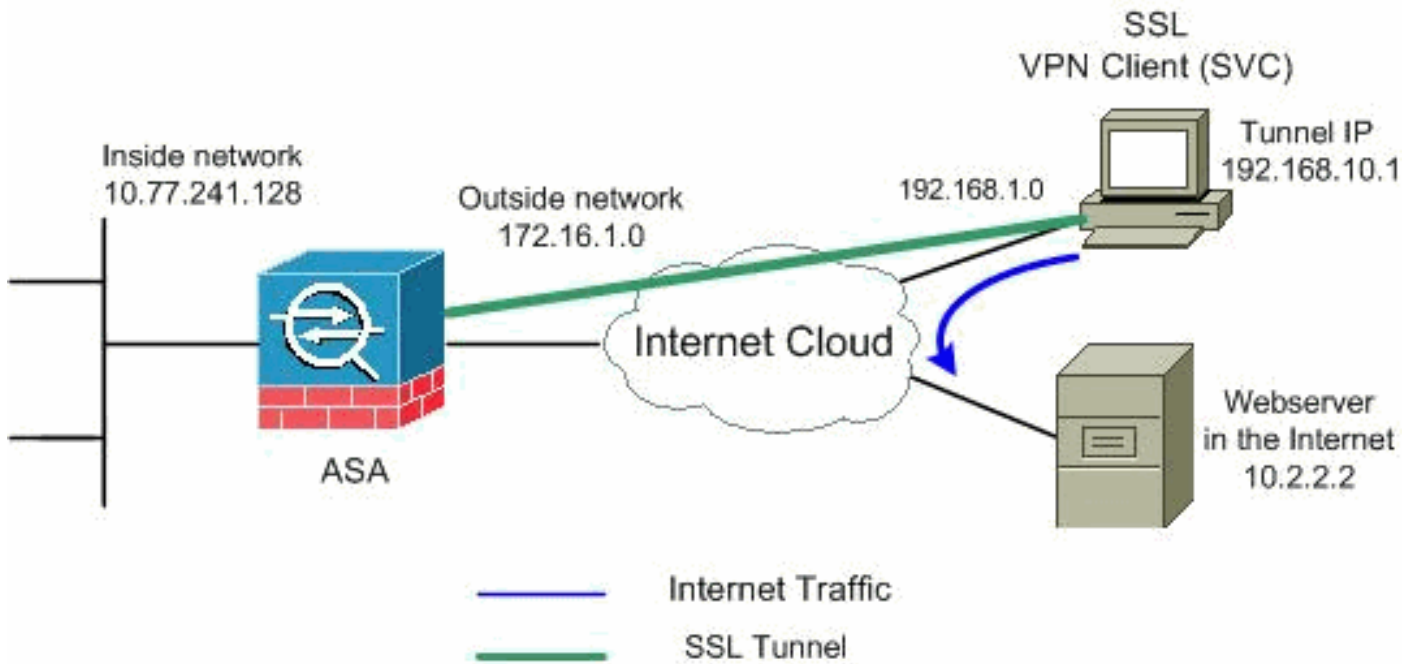 SSL
VPN Client (SVC)
Tunnel IP
192.168.10.1
Inside network
10.77.241.128
Outside network
172.16.1.0
192.168.1.0
Internet Cloud
ASA
Webserver
in the Internet
10.2.2.2
Internet Traffic
SSL Tunnel